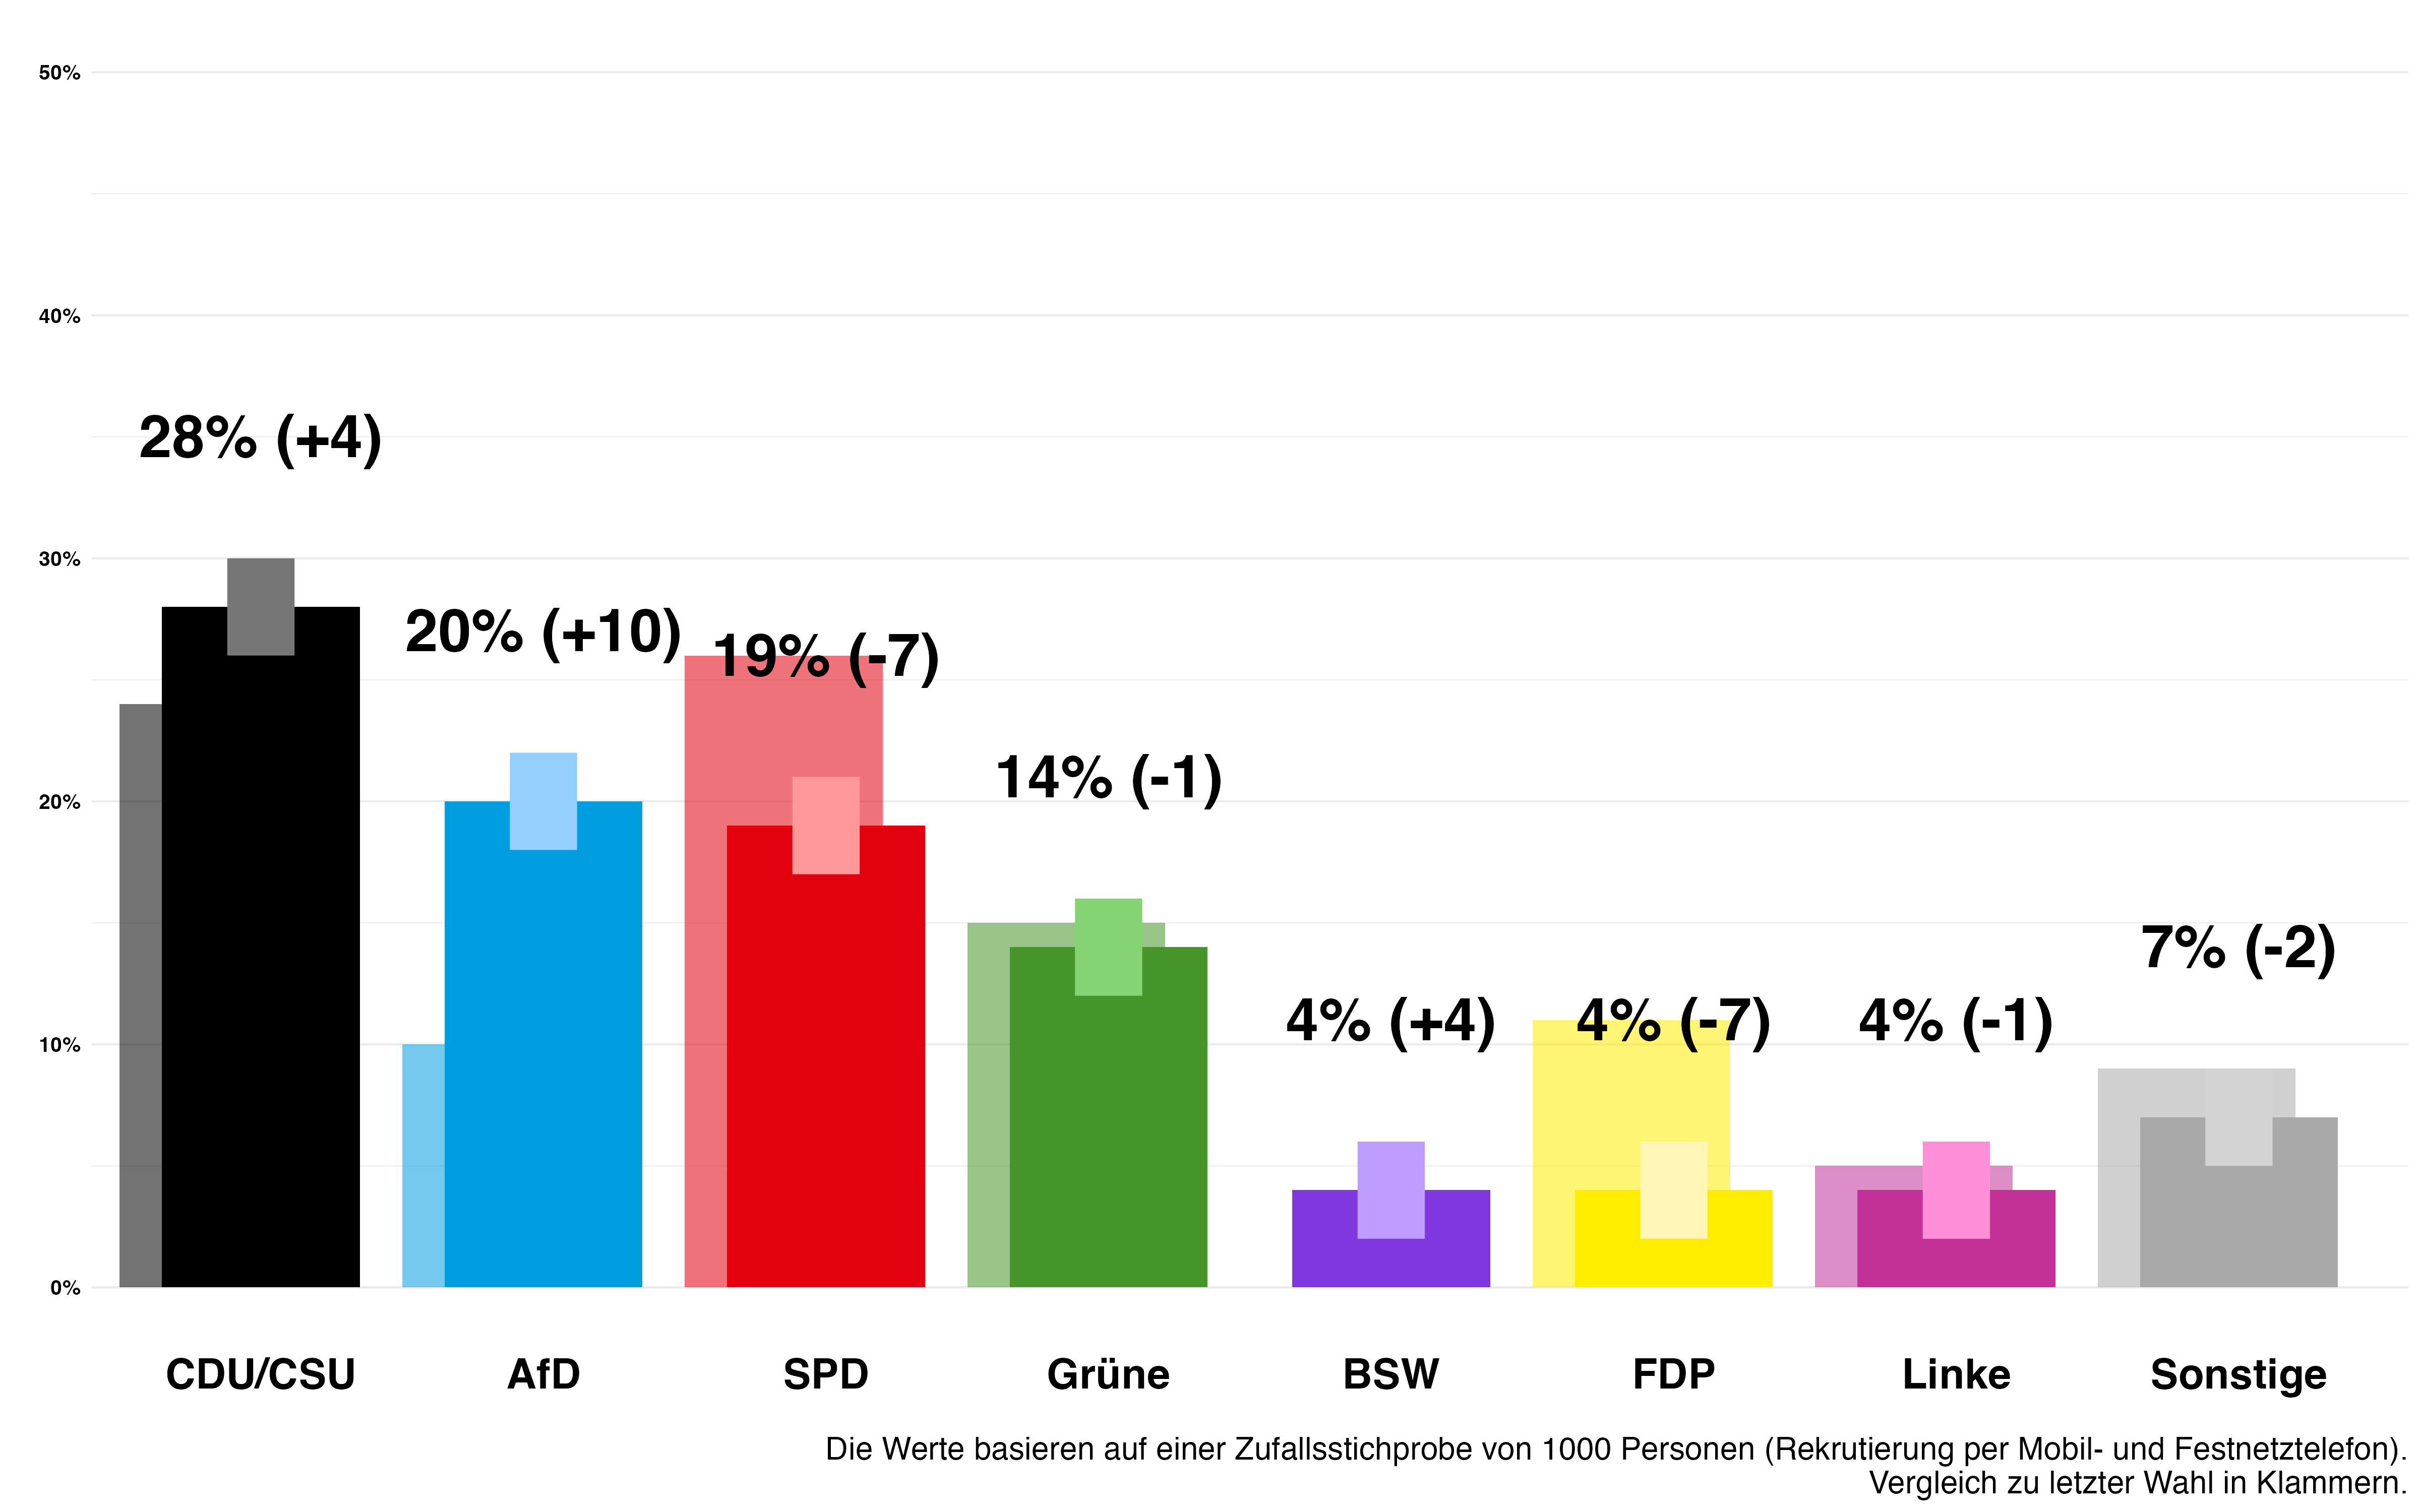 50%
40%
30%
20%
10%
0%
28% (+4)
20% (+10)
19% (-7)
14% (-1)
4% (+4)
4% (-7)
4% (-1)
7% (-2)
CDU/CSU
AfD
SPD
Grüne
BSW
FDP
Linke
Sonstige
Die Werte basieren auf einer Zufallsstichprobe von 1000 Personen (Rekrutierung per Mobil- und Festnetztelefon).
Vergleich zu letzter Wahl in Klammern.